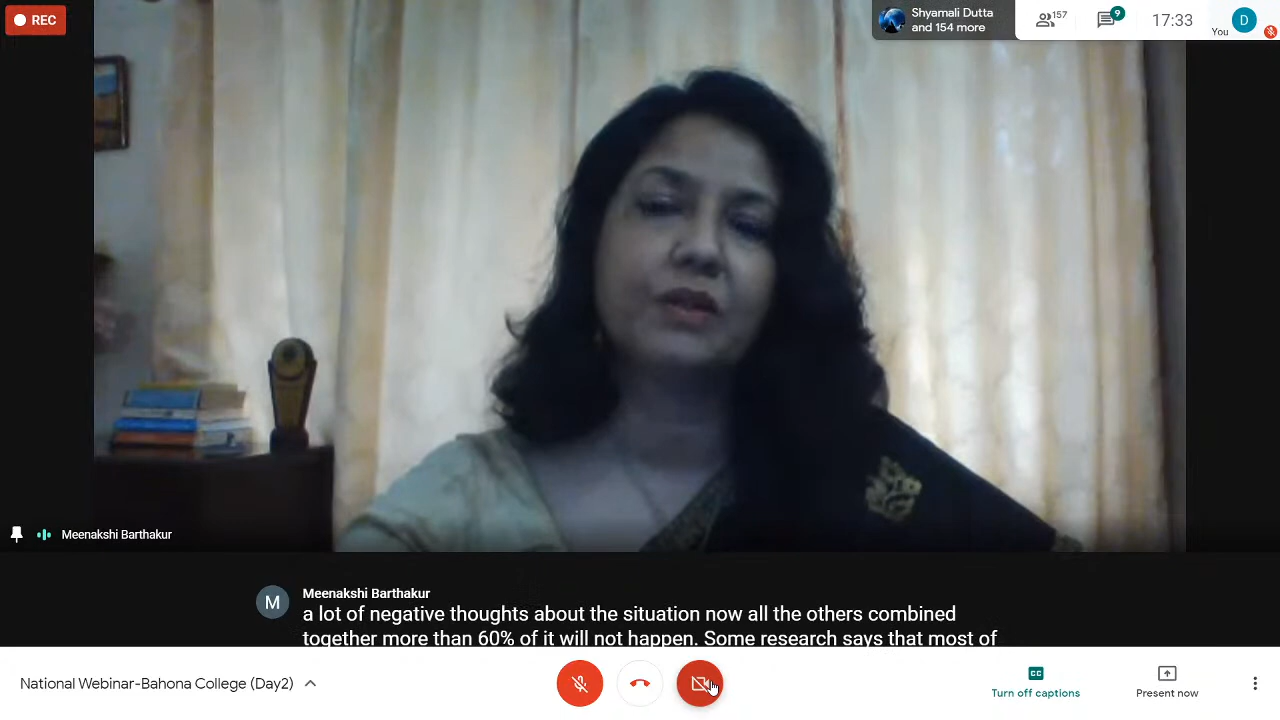 REC
Shyamali Dutta
and 154 more
157
9
17:33
You
D
Meenakshi Barthakur
M
Meenakshi Barthakur
a lot of negative thoughts about the situation now all the others combined
together more than 60% of it will not happen. Some research says that most of
National Webinar-Bahona College (Day2)
Turn off captions
Present now